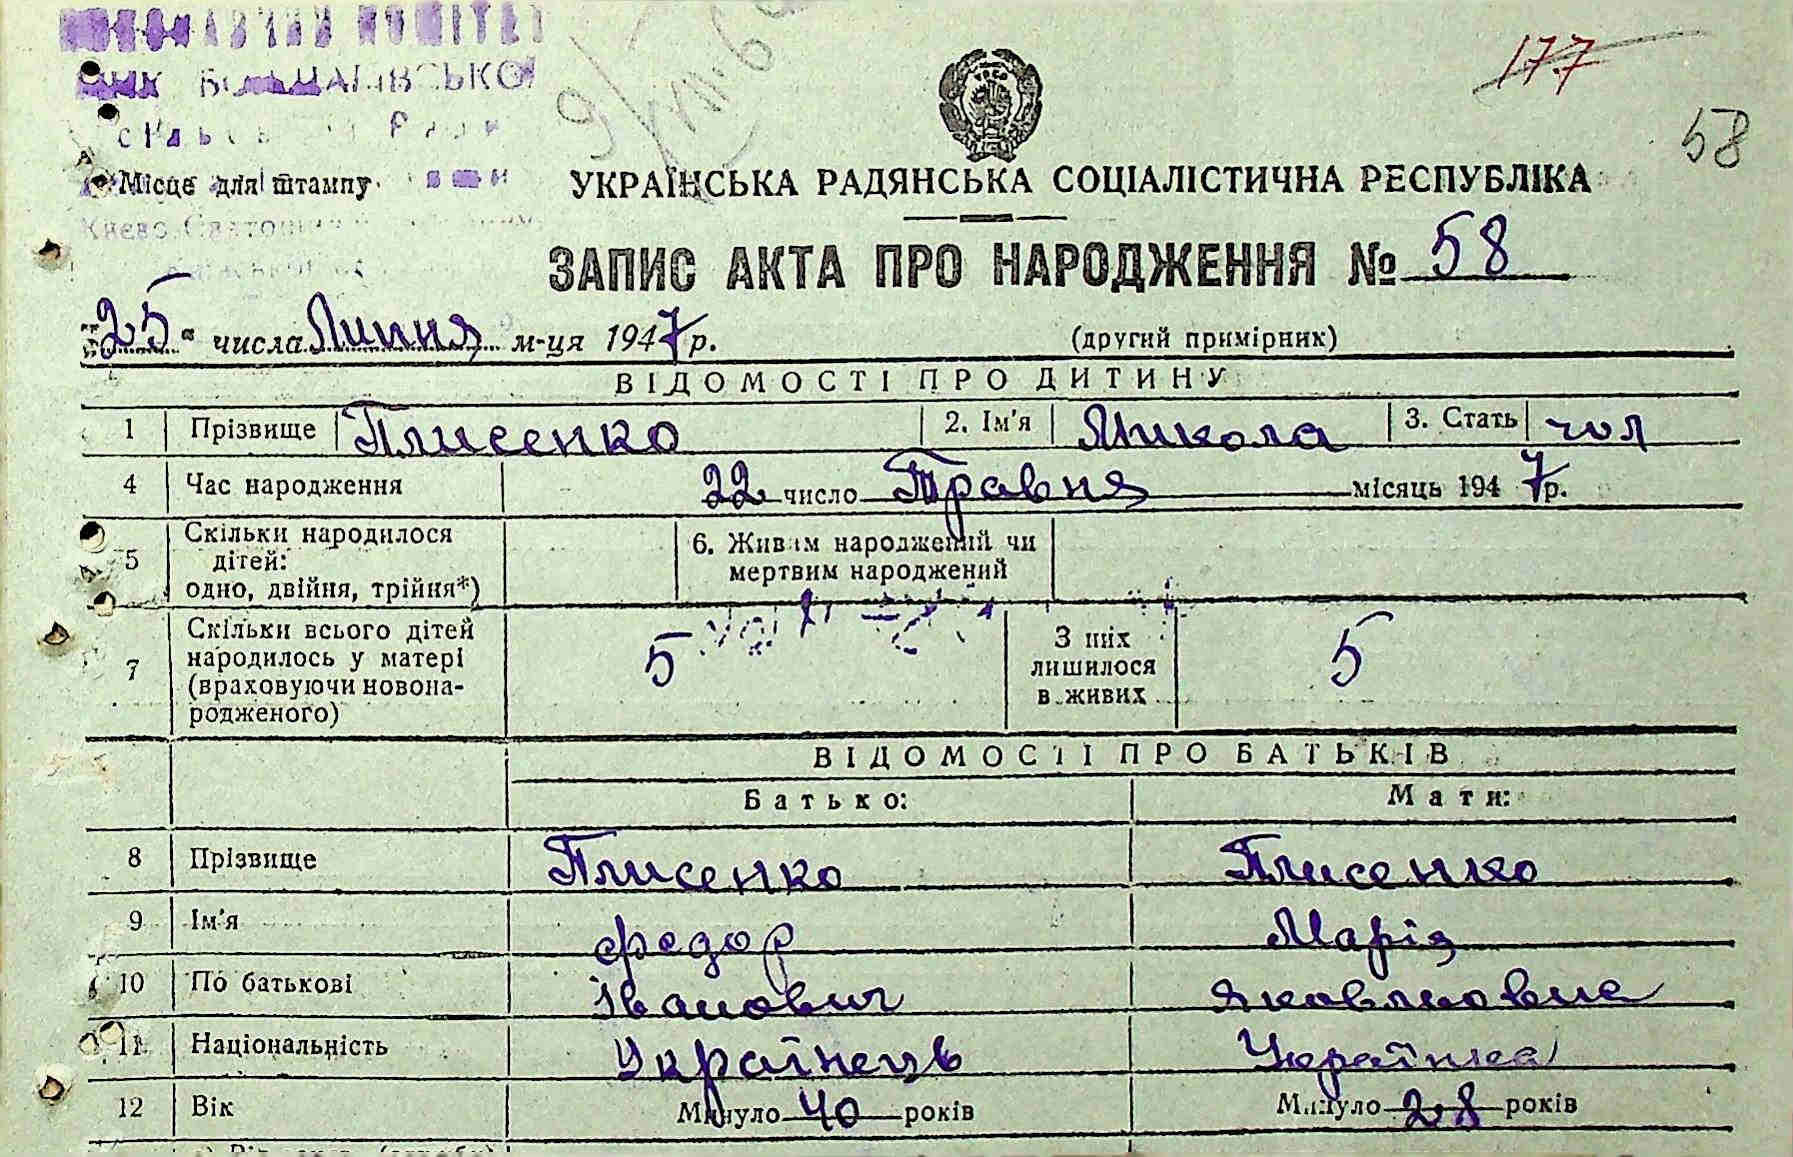 177
58
Місце для штампу
УКРАЇНСЬКА РАДЯНСЬКА СОЦІАЛІСТИЧНА РЕСПУБЛІКА
ЗАПИС АКТА ПРО НАРОДЖЕННЯ № 58
"25" числа Липня м-ця 1947 р.
(другий примірник)
ВІДОМОСТІ ПРО ДИТИНУ
1 Прізвище Плисенко 2. Ім'я Микола 3. Стать чол
4 Час народження 22 число Травня місяць 1947 р.
5 Скільки народилося дітей: одно, двійня, трійня*) 6. Живим народжений чи мертвим народжений
7 Скільки всього дітей народилось у матері (враховуючи новонародженого) 5 З них лишилося в живих 5
ВІДОМОСТІ ПРО БАТЬКІВ
Батько: Мати:
8 Прізвище Плисенко Плисенко
9 Ім'я Федор Марія
10 По батькові Іванович Яковлиовна
11 Національність Українець Українка
12 Вік Минуло 40 років Минуло 28 років